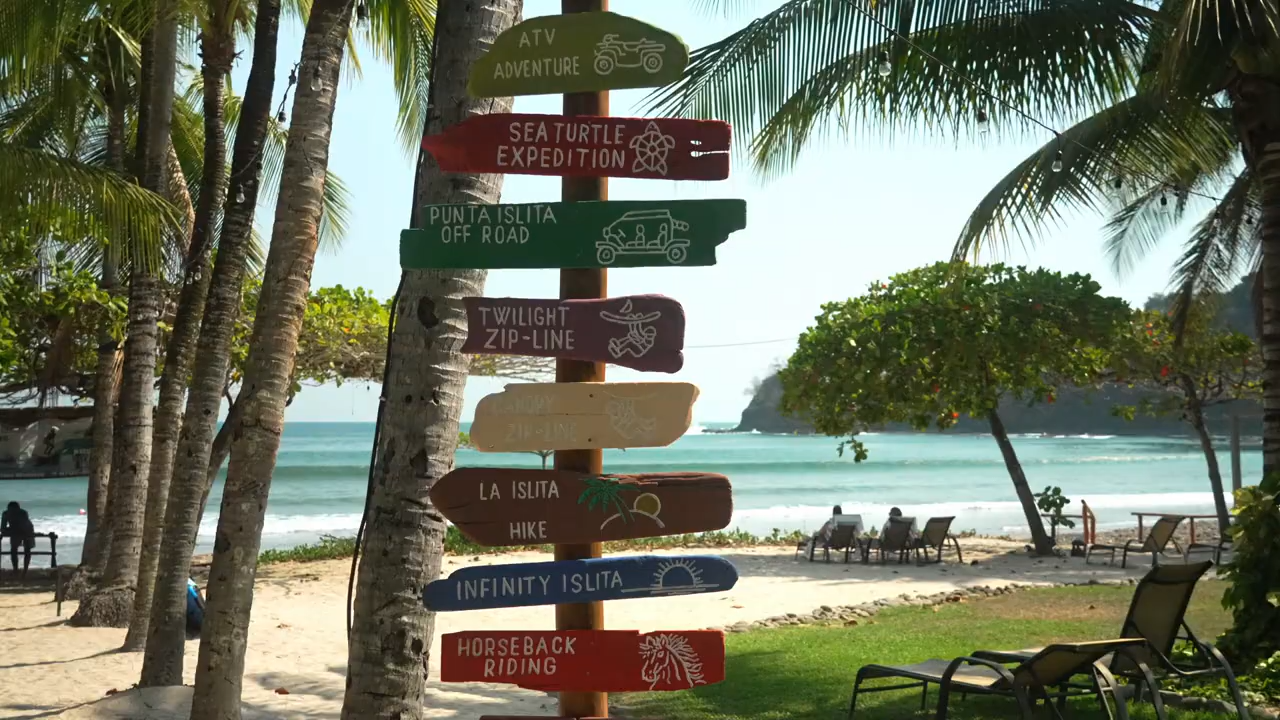 ATV
ADVENTURE
SEA TURTLE
EXPEDITION
PUNTA ISLITA
OFF ROAD
TWILIGHT
ZIP-LINE
CANOPY
ZIP-LINE
LA ISLITA
HIKE
INFINITY ISLITA
HORSEBACK
RIDING